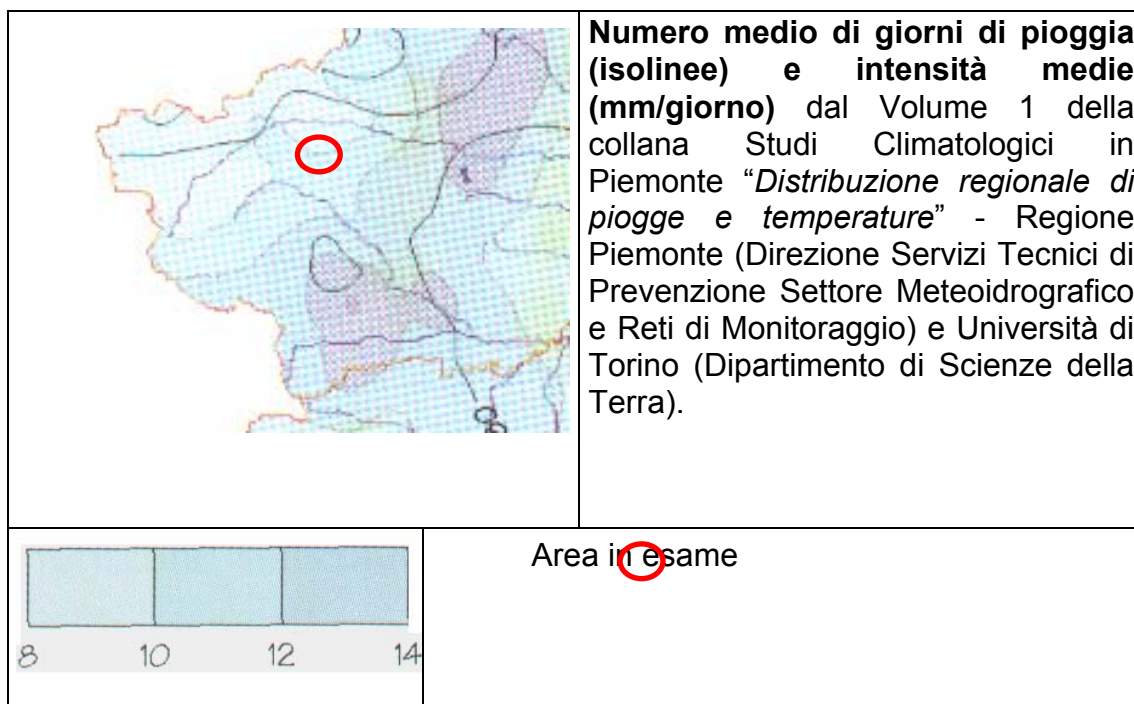 Numero medio di giorni di pioggia
(isolinee) e intensità medie
(mm/giorno) dal Volume 1 della
collana Studi Climatologici in
Piemonte “Distribuzione regionale di
piogge e temperature” - Regione
Piemonte (Direzione Servizi Tecnici di
Prevenzione Settore Meteoidrografico
e Reti di Monitoraggio) e Università di
Torino (Dipartimento di Scienze della
Terra).
Area in esame
8 10 12 14